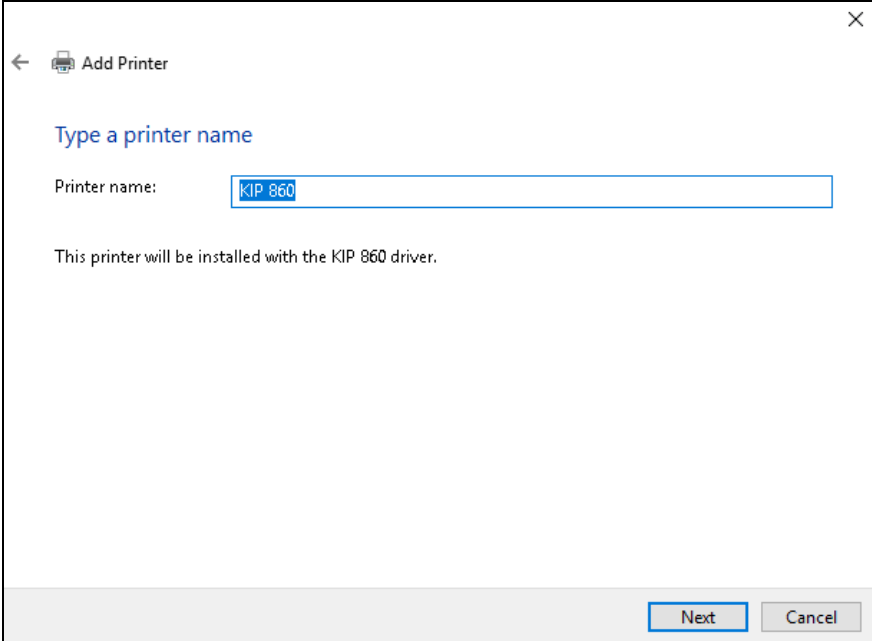 Add Printer
Type a printer name
Printer name: KIP 860
This printer will be installed with the KIP 860 driver.
Next Cancel